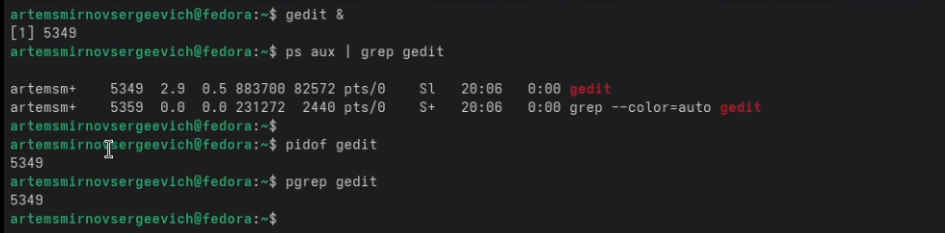 artemsmirnovsergeevich@fedora:~$ gedit &
[1] 5349
artemsmirnovsergeevich@fedora:~$ ps aux | grep gedit
artemsm+    5349  2.9  0.5 883700 82572 pts/0    Sl   20:06   0:00 gedit
artemsm+    5359  0.0  0.0 231272  2440 pts/0    S+   20:06   0:00 grep --color=auto gedit
artemsmirnovsergeevich@fedora:~$
artemsmirnovsergeevich@fedora:~$ pidof gedit
5349
artemsmirnovsergeevich@fedora:~$ pgrep gedit
5349
artemsmirnovsergeevich@fedora:~$